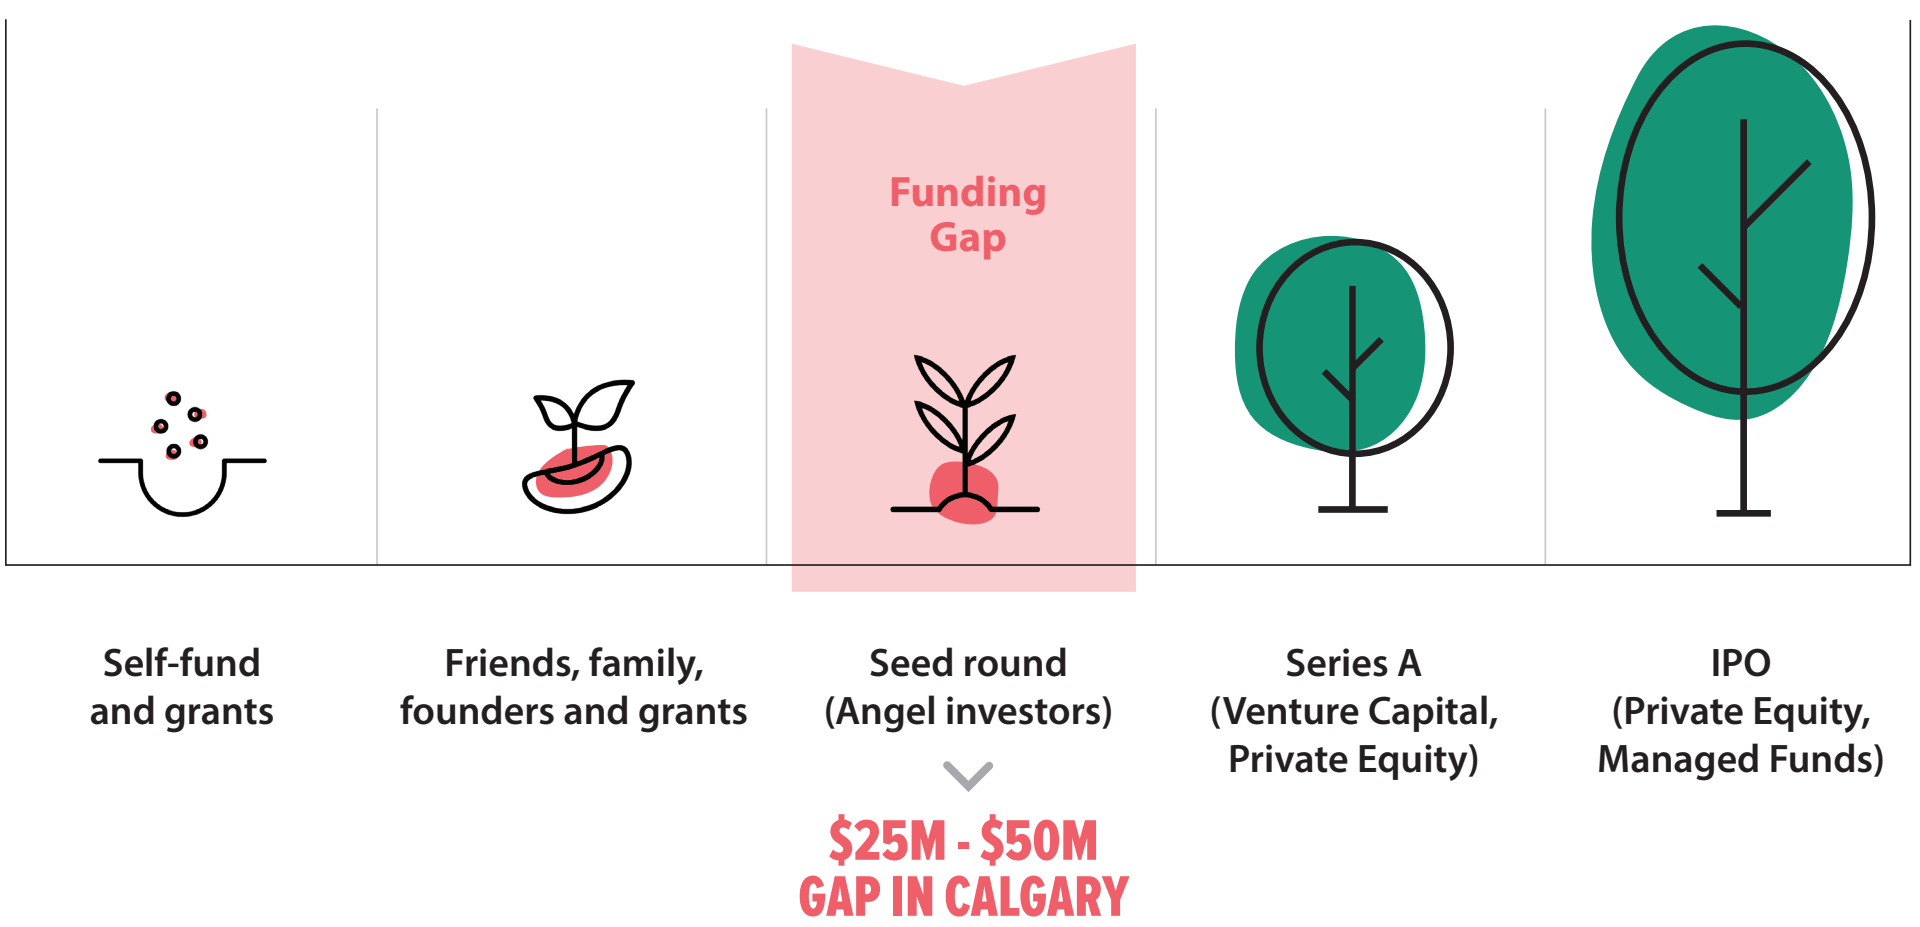 Funding
Gap
Self-fund
and grants
Friends, family,
founders and grants
Seed round
(Angel investors)
Series A
(Venture Capital,
Private Equity)
IPO
(Private Equity,
Managed Funds)
$25M - $50M
GAP IN CALGARY